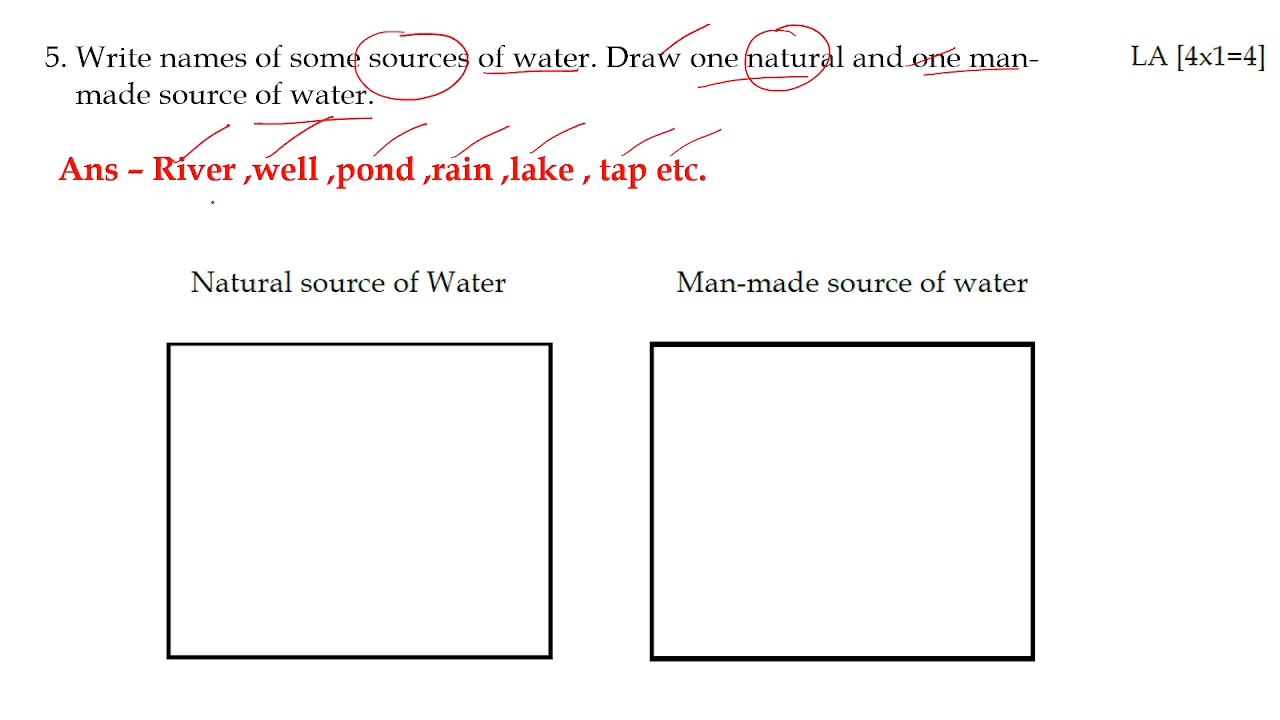 5. Write names of some sources of water. Draw one natural and one man-
LA [4x1=4]
made source of water.
Ans – River ,well ,pond ,rain ,lake , tap etc.
Natural source of Water
Man-made source of water